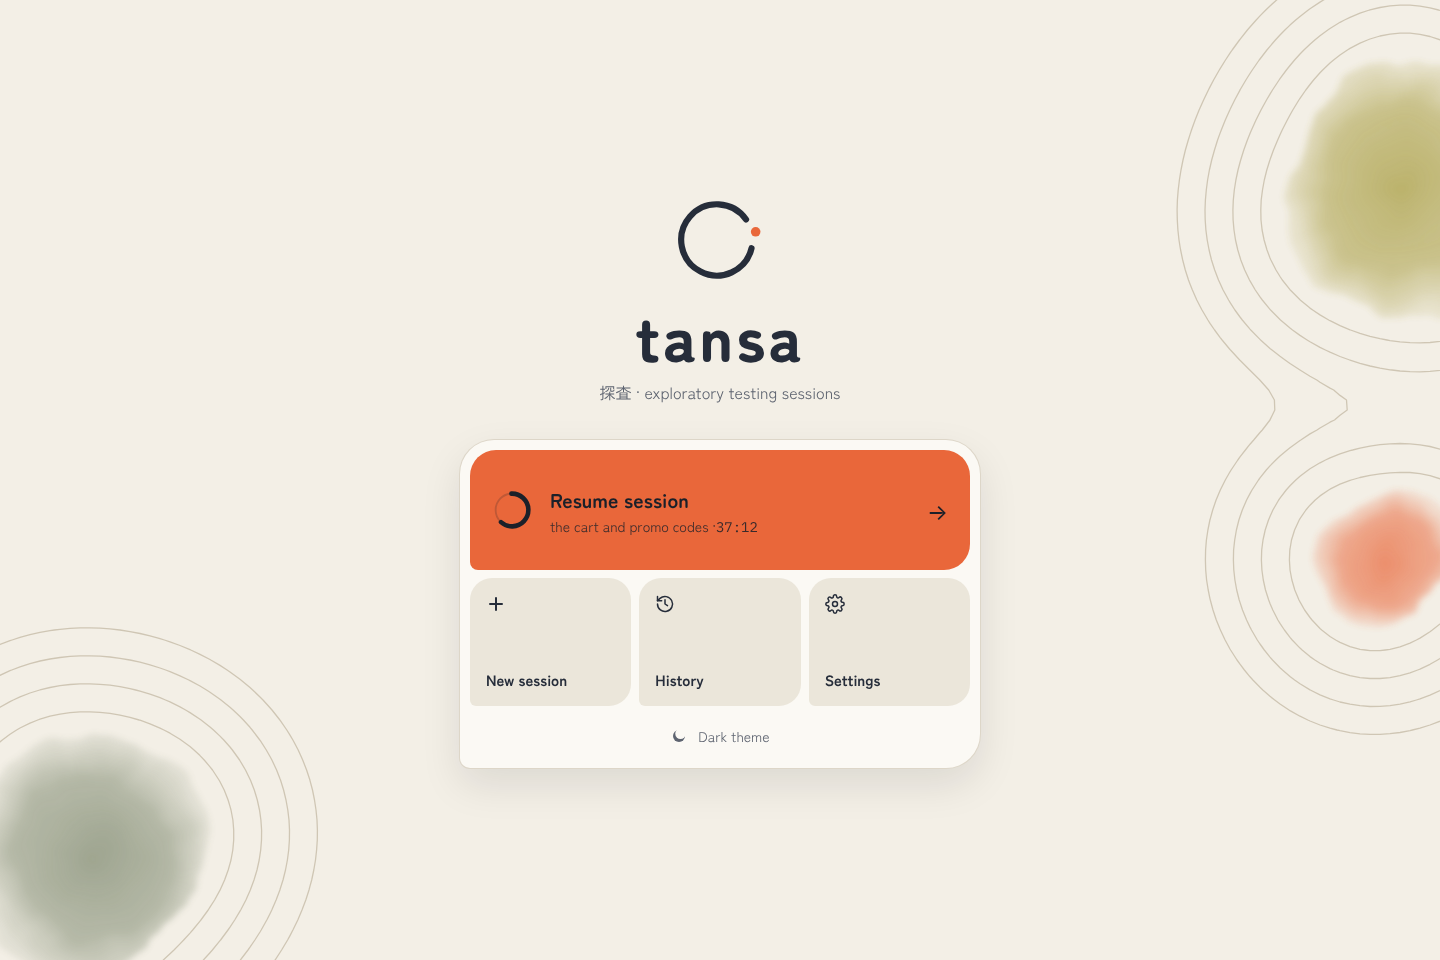 tansa
探査 · exploratory testing sessions
Resume session
the cart and promo codes ·37:12
New session
History
Settings
Dark theme